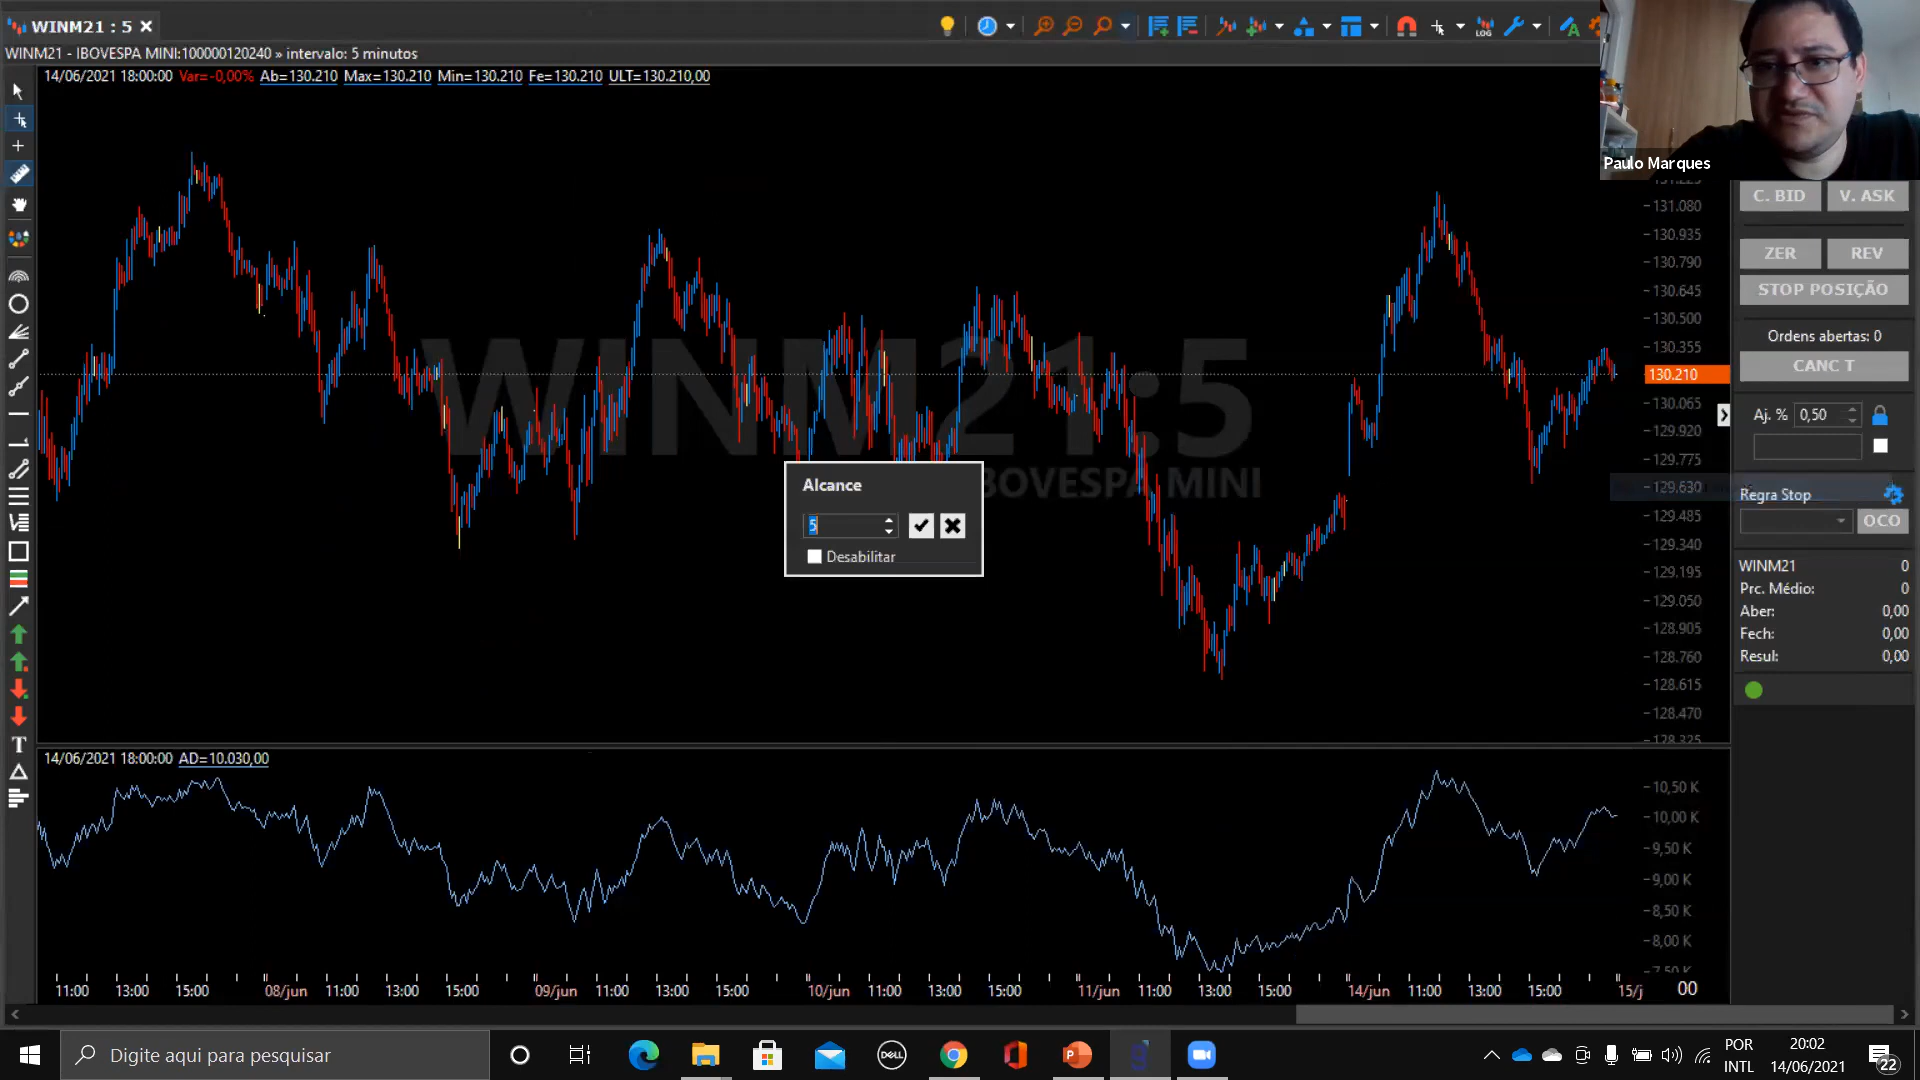 WINM21 : 5
WINM21 - IBOVESPA MINI:100000120240 » intervalo: 5 minutos
14/06/2021 18:00:00 Var=-0,00% Ab=130.210 Max=130.210 Min=130.210 Fe=130.210 ULT=130.210,00
LOG
Paulo Marques
C. BID V. ASK
ZER REV
STOP POSIÇÃO
Ordens abertas: 0
CANC T
Aj. % 0,50
Regra Stop
OCO
WINM21 0
Prc. Médio: 0
Aber: 0,00
Fech: 0,00
Resul: 0,00
131.225
131.080
130.935
130.790
130.645
130.500
130.355
130.210
130.065
129.920
129.775
129.630
129.485
129.340
129.195
129.050
128.905
128.760
128.615
128.470
128.325
WINM21:5
IBOVESPA MINI
Alcance
5
Desabilitar
T
14/06/2021 18:00:00 AD=10.030,00
10,50 K
10,00 K
9,50 K
9,00 K
8,50 K
8,00 K
7,50 K
11:00 13:00 15:00 08/jun 11:00 13:00 15:00 09/jun 11:00 13:00 15:00 10/jun 11:00 13:00 15:00 11/jun 11:00 13:00 15:00 14/jun 11:00 13:00 15:00 15/j 00
Digite aqui para pesquisar
DELL
POR
INTL
20:02
14/06/2021
22